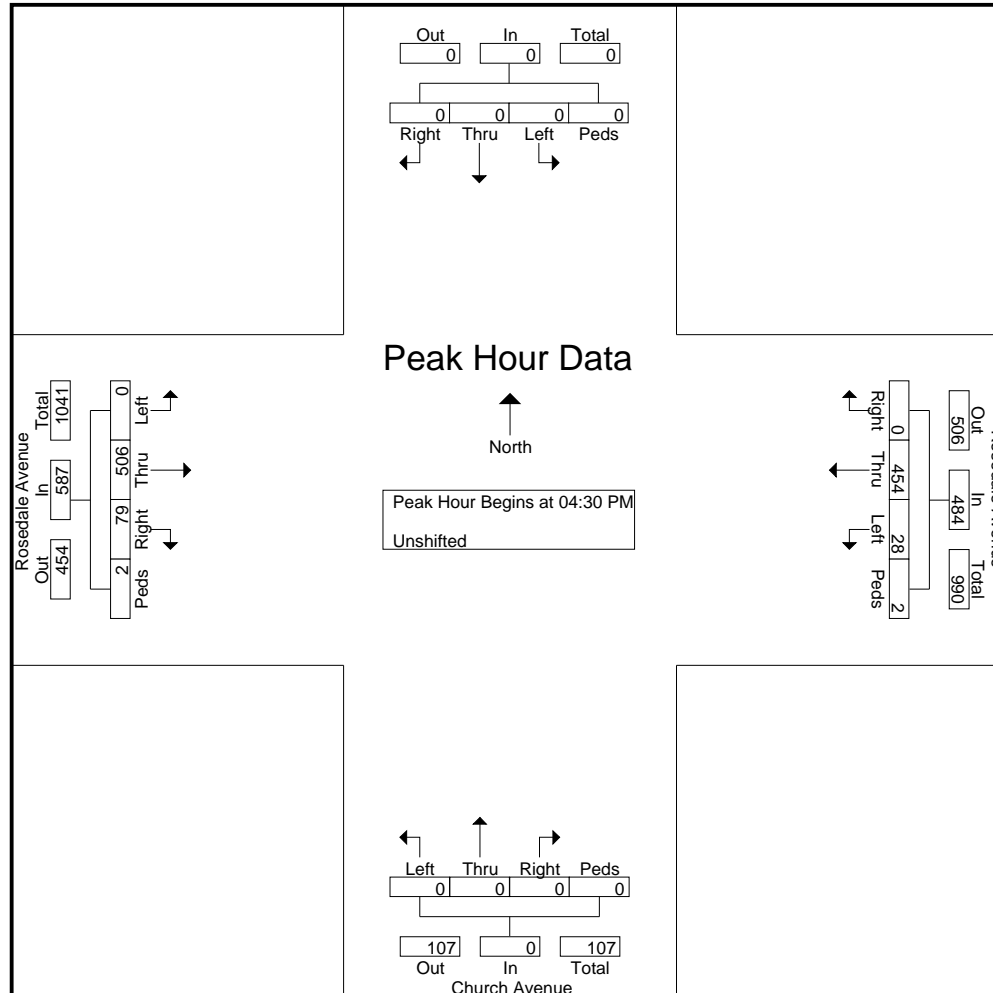 Out In Total
0 0 0
0 0 0 0
Right Thru Left Peds
Peak Hour Data
North
Peak Hour Begins at 04:30 PM
Unshifted
Rosedale Avenue
Total In Out
1041 587 454
0 506 79 2
Left Thru Right Peds
Out In Total
506 484 990
0 454 28 2
Right Thru Left Peds
Left Thru Right Peds
0 0 0 0
107 0 107
Out In Total
Church Avenue